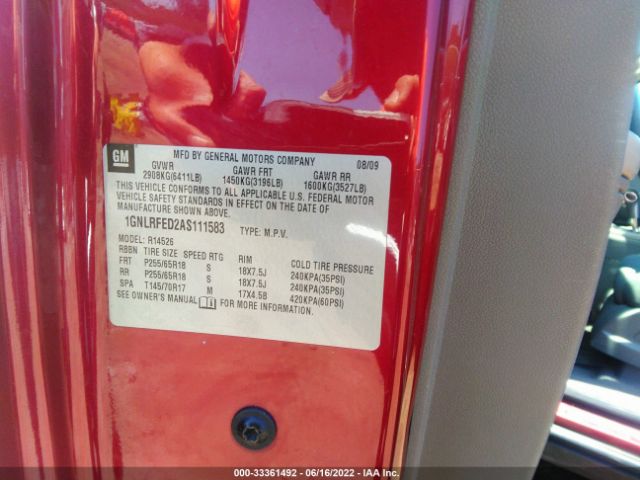 GM
MFD BY GENERAL MOTORS COMPANY 08/09
GVWR GAWR FRT GAWR RR
2908KG(6411LB) 1450KG(3196LB) 1600KG(3527LB)
THIS VEHICLE CONFORMS TO ALL APPLICABLE U.S. FEDERAL MOTOR
VEHICLE SAFETY STANDARDS IN EFFECT ON THE DATE OF
MANUFACTURE SHOWN ABOVE.
1GNLRFED2AS111583 TYPE: M.P.V.
MODEL: R14526
RBBN TIRE SIZE SPEED RTG RIM COLD TIRE PRESSURE
FRT P255/65R18 S 18X7.5J 240KPA(35PSI)
RR P255/65R18 S 18X7.5J 240KPA(35PSI)
SPA T145/70R17 M 17X4.5B 420KPA(60PSI)
SEE OWNER'S MANUAL FOR MORE INFORMATION.
000-33361492 - 06/16/2022 - IAA Inc.